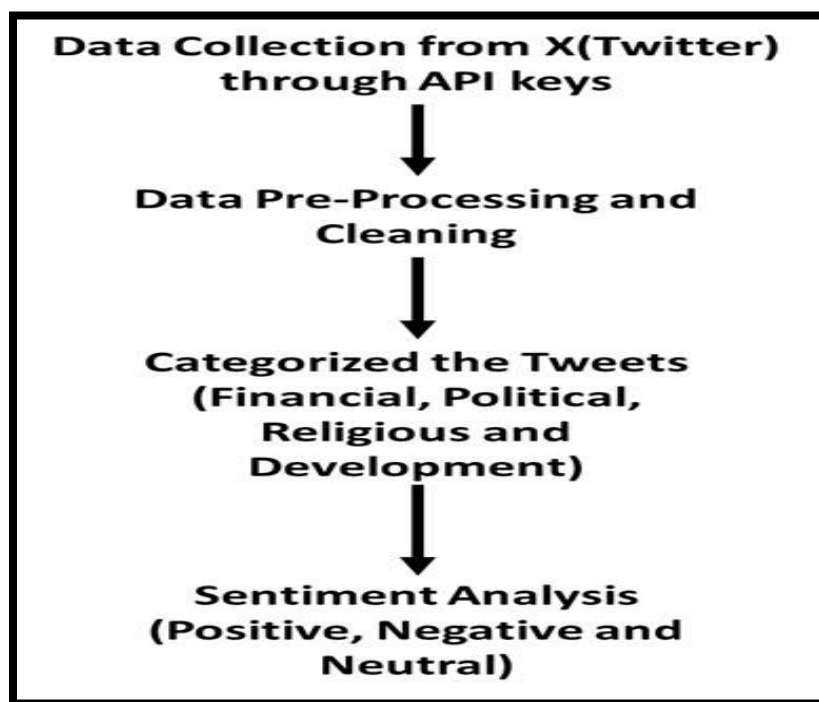 Data Collection from X(Twitter)
through API keys
Data Pre-Processing and
Cleaning
Categorized the Tweets
(Financial, Political,
Religious and
Development)
Sentiment Analysis
(Positive, Negative and
Neutral)